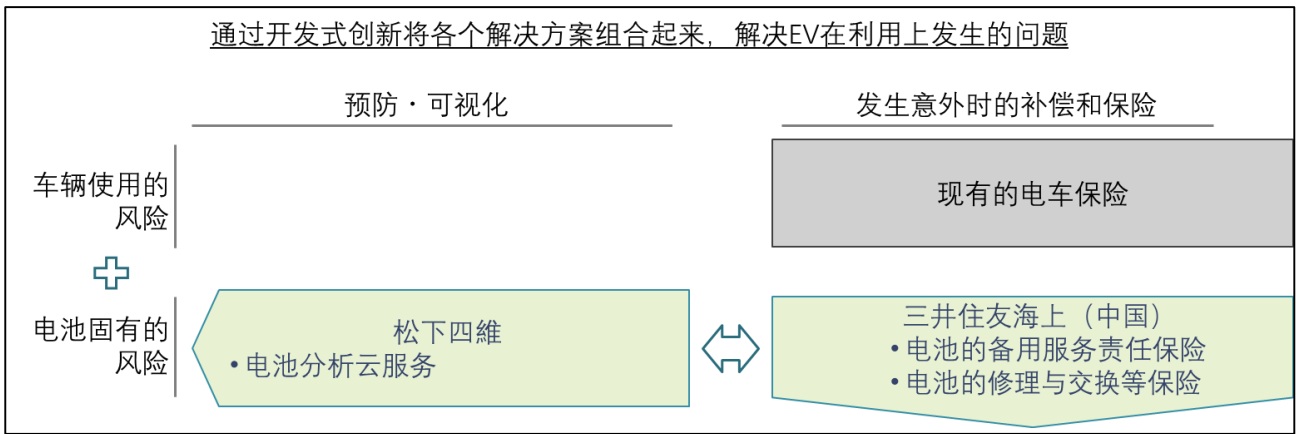 通过开发式创新将各个解决方案组合起来，解决EV在利用上发生的问题
预防・可视化
发生意外时的补偿和保险
车辆使用的
风险
现有的电车保险
电池固有的
风险
松下四維
•电池分析云服务
三井住友海上（中国）
•电池的备用服务责任保险
•电池的修理与交换等保险